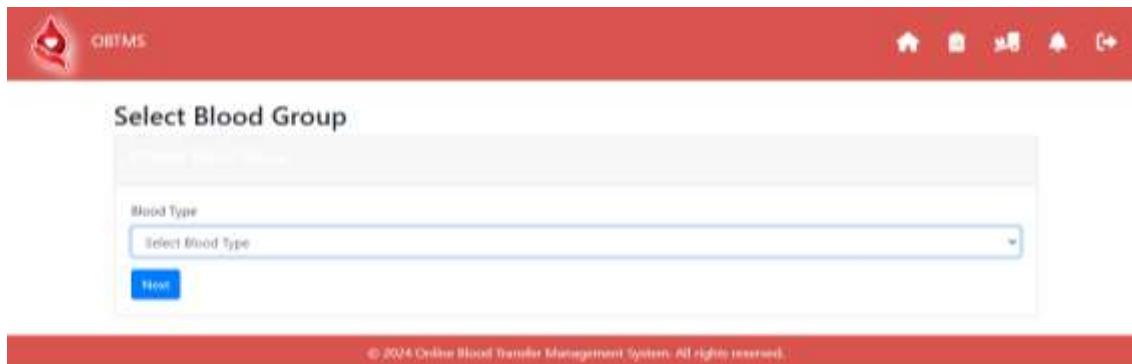 OBTMS
Select Blood Group
Blood Type
Select Blood Type
Next
© 2024 Online Blood Transfer Management System. All rights reserved.